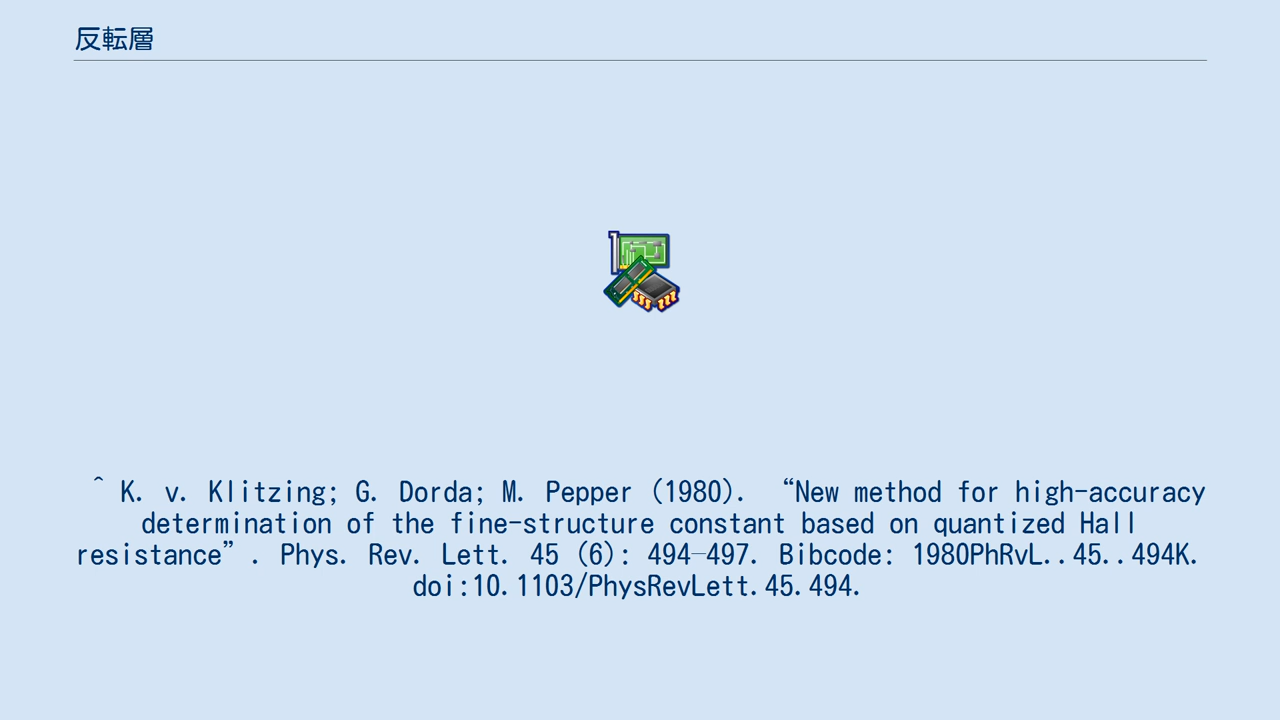 反転層
^ K. v. Klitzing; G. Dorda; M. Pepper (1980). “New method for high-accuracy
determination of the fine-structure constant based on quantized Hall
resistance”. Phys. Rev. Lett. 45 (6): 494–497. Bibcode: 1980PhRvL..45..494K.
doi:10.1103/PhysRevLett.45.494.